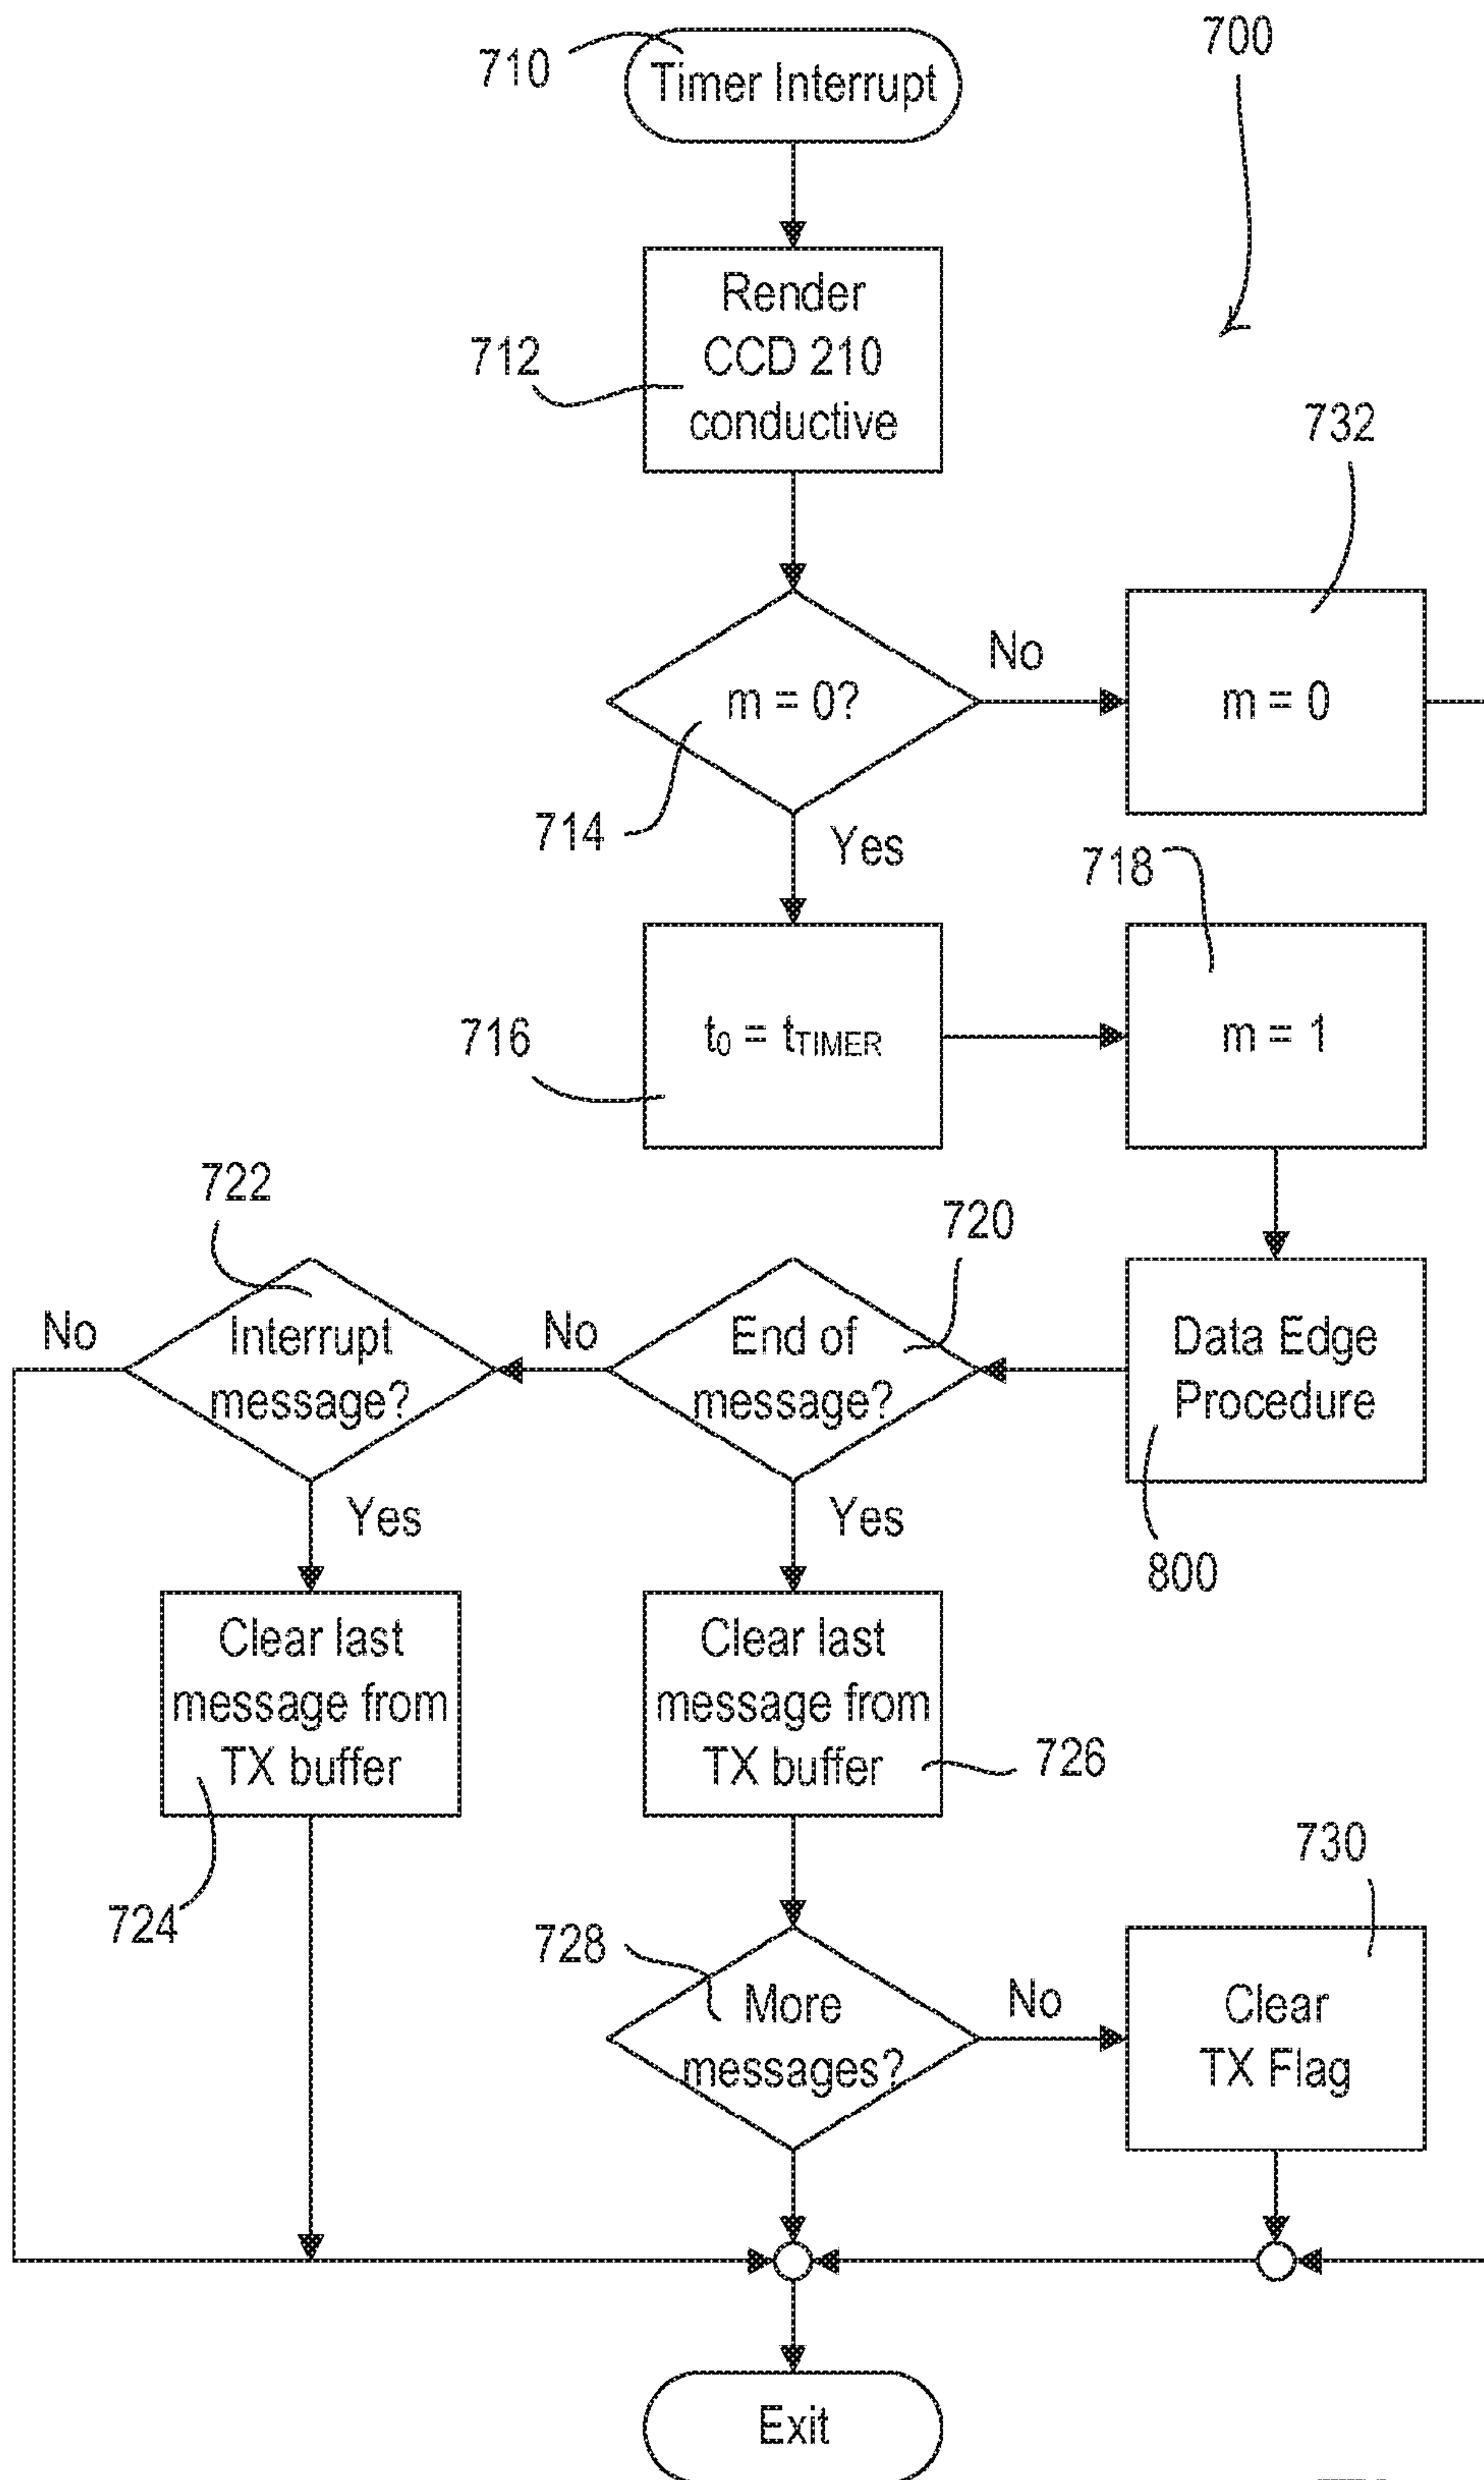 700
710
Timer Interrupt
Render
CCD 210
conductive
712
732
m = 0?
No
m = 0
714
Yes
718
t₀ = tTIMER
716
m = 1
722
720
No
Interrupt
message?
No
End of
message?
Data Edge
Procedure
Yes
Yes
800
Clear last
message from
TX buffer
Clear last
message from
TX buffer
726
724
730
728
More
messages?
No
Clear
TX Flag
Exit